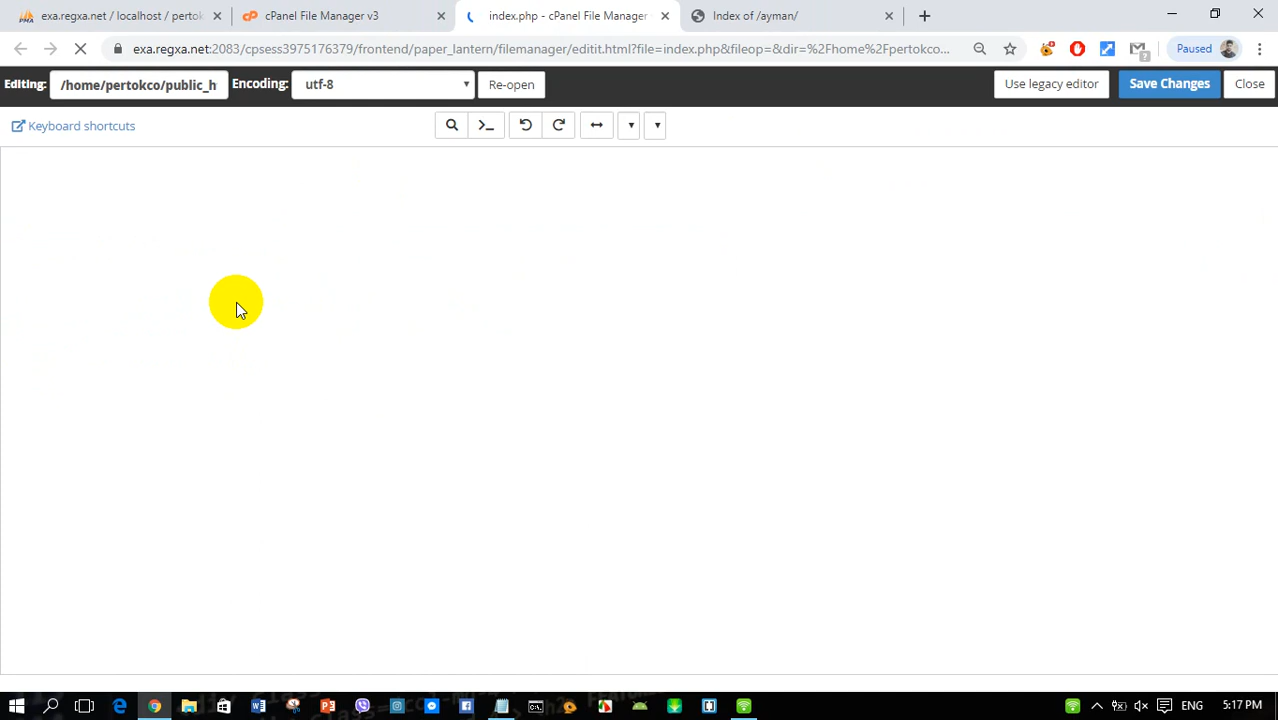 exa.regxa.net / localhost / pertok
cPanel File Manager v3
index.php - cPanel File Manager
Index of /ayman/
exa.regxa.net:2083/cpsess3975176379/frontend/paper_lantern/filemanager/editit.html?file=index.php&fileop=&dir=%2Fhome%2Fpertokco...
Paused
Editing: /home/pertokco/public_h Encoding: utf-8 Re-open Use legacy editor Save Changes Close
Keyboard shortcuts
ENG 5:17 PM